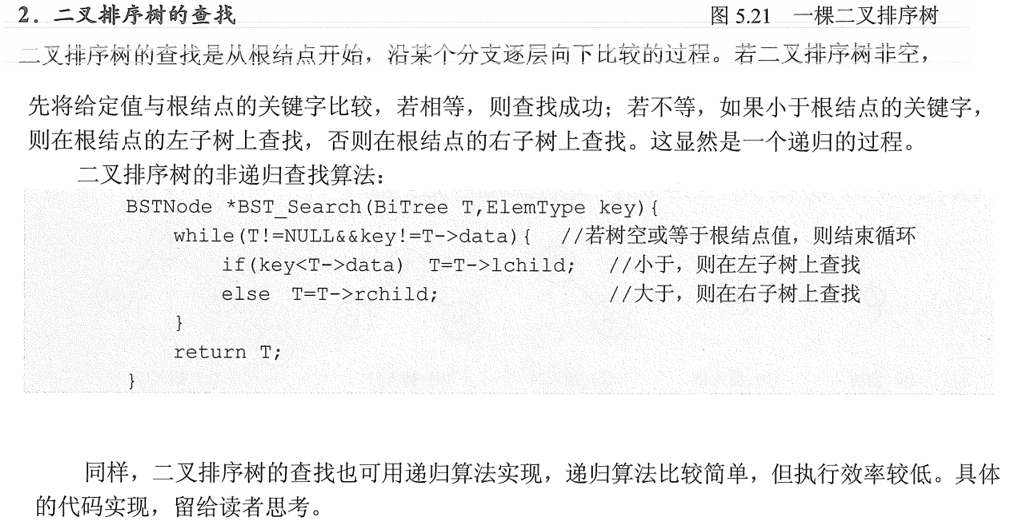 2. 二叉排序树的查找
图 5.21 一棵二叉排序树
二叉排序树的查找是从根结点开始，沿某个分支逐层向下比较的过程。若二叉排序树非空，
先将给定值与根结点的关键字比较，若相等，则查找成功；若不等，如果小于根结点的关键字，
则在根结点的左子树上查找，否则在根结点的右子树上查找。这显然是一个递归的过程。
二叉排序树的非递归查找算法：
BSTNode *BST_Search(BiTree T,ElemType key){
while(T!=NULL&&key!=T->data){ //若树空或等于根结点值，则结束循环
if(key<T->data) T=T->lchild; //小于，则在左子树上查找
else T=T->rchild; //大于，则在右子树上查找
}
return T;
}
同样，二叉排序树的查找也可用递归算法实现，递归算法比较简单，但执行效率较低。具体
的代码实现，留给读者思考。